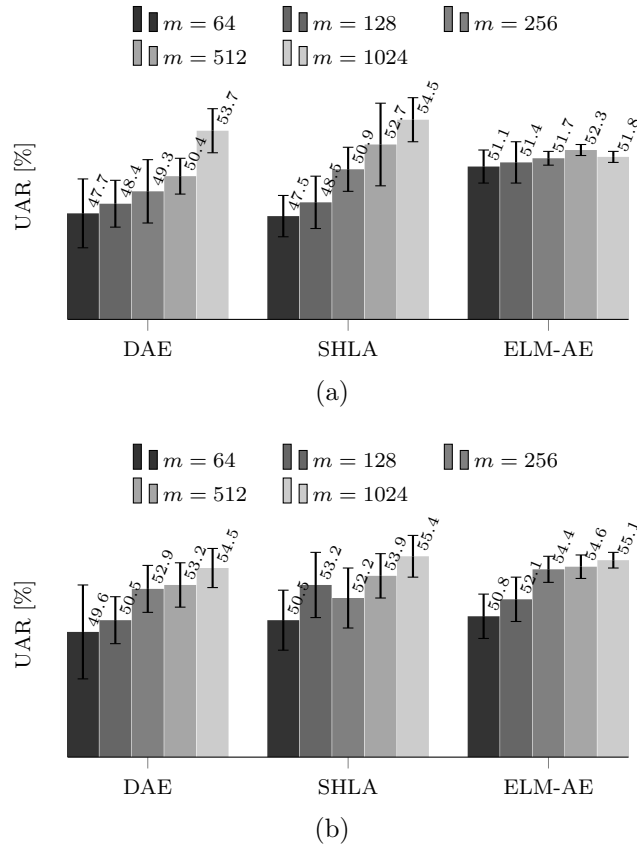 m = 64 m = 128 m = 256
m = 512 m = 1024
UAR [%]
47.7 48.4 49.3 50.4 53.7
47.5 48.5 50.9 52.7 54.5
51.1 51.4 51.7 52.3 51.8
DAE SHLA ELM-AE
(a)
m = 64 m = 128 m = 256
m = 512 m = 1024
UAR [%]
49.6 50.5 52.9 53.2 54.5
50.5 53.2 52.2 53.9 55.4
50.8 52.1 54.4 54.6 55.1
DAE SHLA ELM-AE
(b)